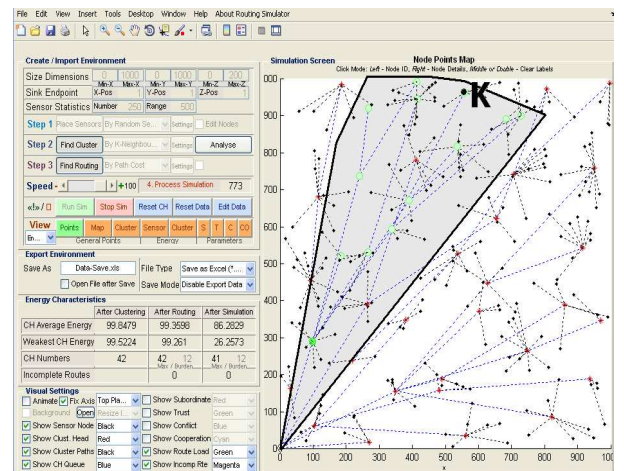 File Edit View Insert Tools Desktop Window Help About Routing Simulator
Create / Import Environment
Size Dimensions 0 1000 0 1000 0 200
Min-X Max-X Min-Y Max-Y Min-Z Max-Z
Sink Endpoint X-Pos 1 Y-Pos 1 Z-Pos 1
Sensor Statistics Number 250 Range 500
Step 1 Place Sensors By Random Se... Settings Edit Nodes
Step 2 Find Cluster By K-Neighbou... Settings Analyse
Step 3 Find Routing By Path Cost Settings
Speed - +100 4. Process Simulation 773
Run Sim Stop Sim Reset CH Reset Data Edit Data
View Points Map Cluster Sensor Cluster S T C CO
En... General Points Energy Parameters
Export Environment
Save As Data-Save.xls File Type Save as Excel (*....
Open File after Save Save Mode Disable Export Data
Energy Characteristics
After Clustering After Routing After Simulation
CH Average Energy 99.8479 99.3598 86.2829
Weakest CH Energy 99.5224 99.261 26.2573
CH Numbers 42 42 12 41 12
Max / Burden Max / Burden
Incomplete Routes 0 0
Visual Settings
Animate Fix Axis Top Pla... Show Subordinate Red
Background Open Resize I... Show Trust Green
Show Sensor Node Black Show Conflict Blue
Show Clust. Head Red Show Cooperation Cyan
Show Cluster Paths Black Show Route Load Green
Show CH Queue Blue Show Incomp Rte Magenta
Simulation Screen Node Points Map
Click Mode: Left - Node ID, Right - Node Details, Middle or Double - Clear Labels
K
000
900
800
700
600
500
400
300
200
100
0
0 100 200 300 400 500 600 700 800 900 100
x